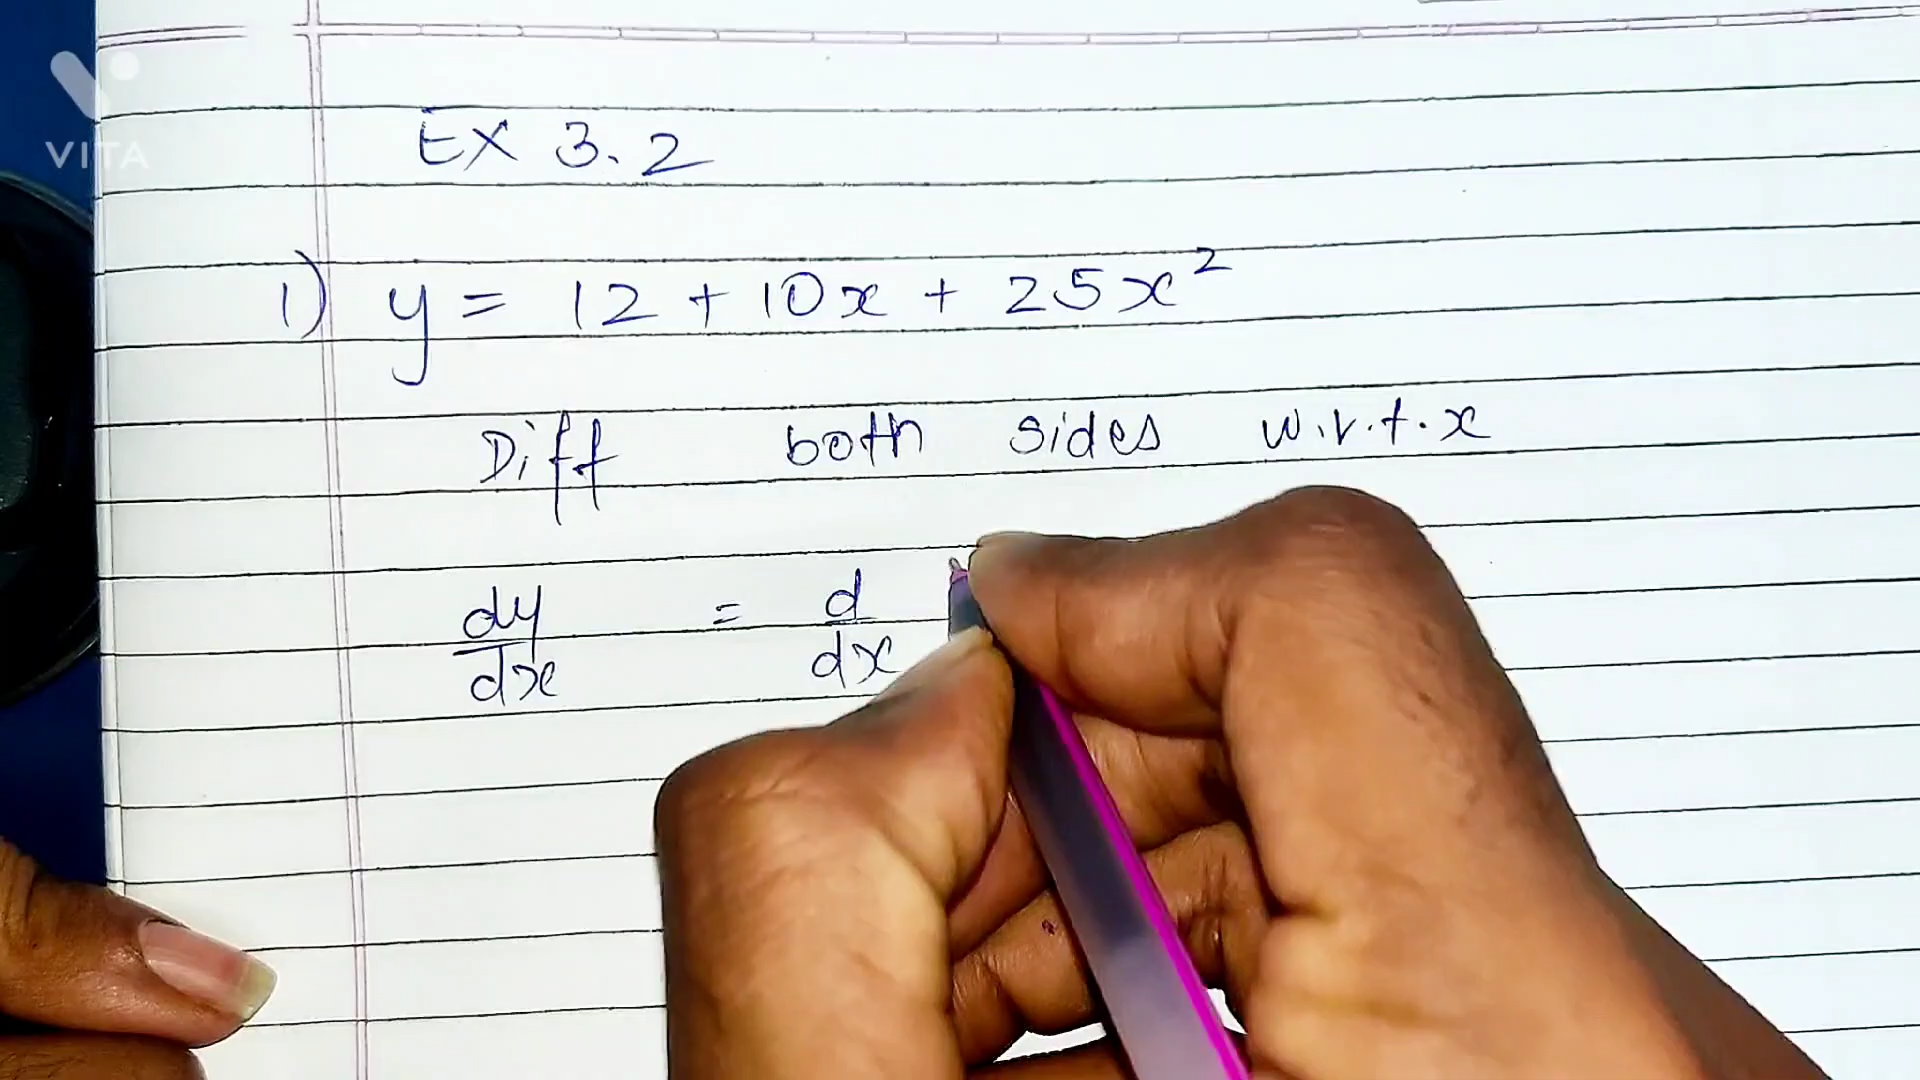 VITA
EX 3.2
1) y = 12 + 10x + 25x²
Diff both sides w.r.t. x
dy/dx = d/dx